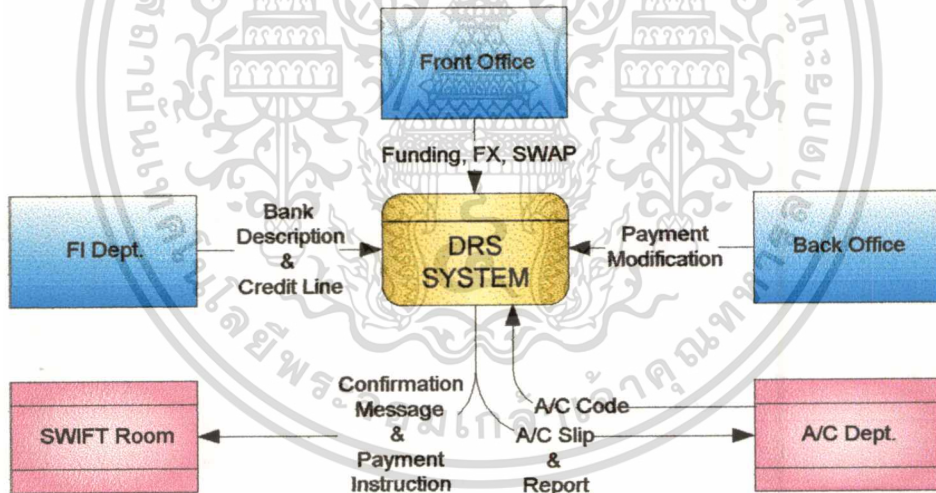 Front Office
Funding, FX, SWAP
FI Dept.
Bank
Description
&
Credit Line
DRS
SYSTEM
Payment
Modification
Back Office
SWIFT Room
Confirmation
Message
&
Payment
Instruction
A/C Code
A/C Slip
&
Report
A/C Dept.